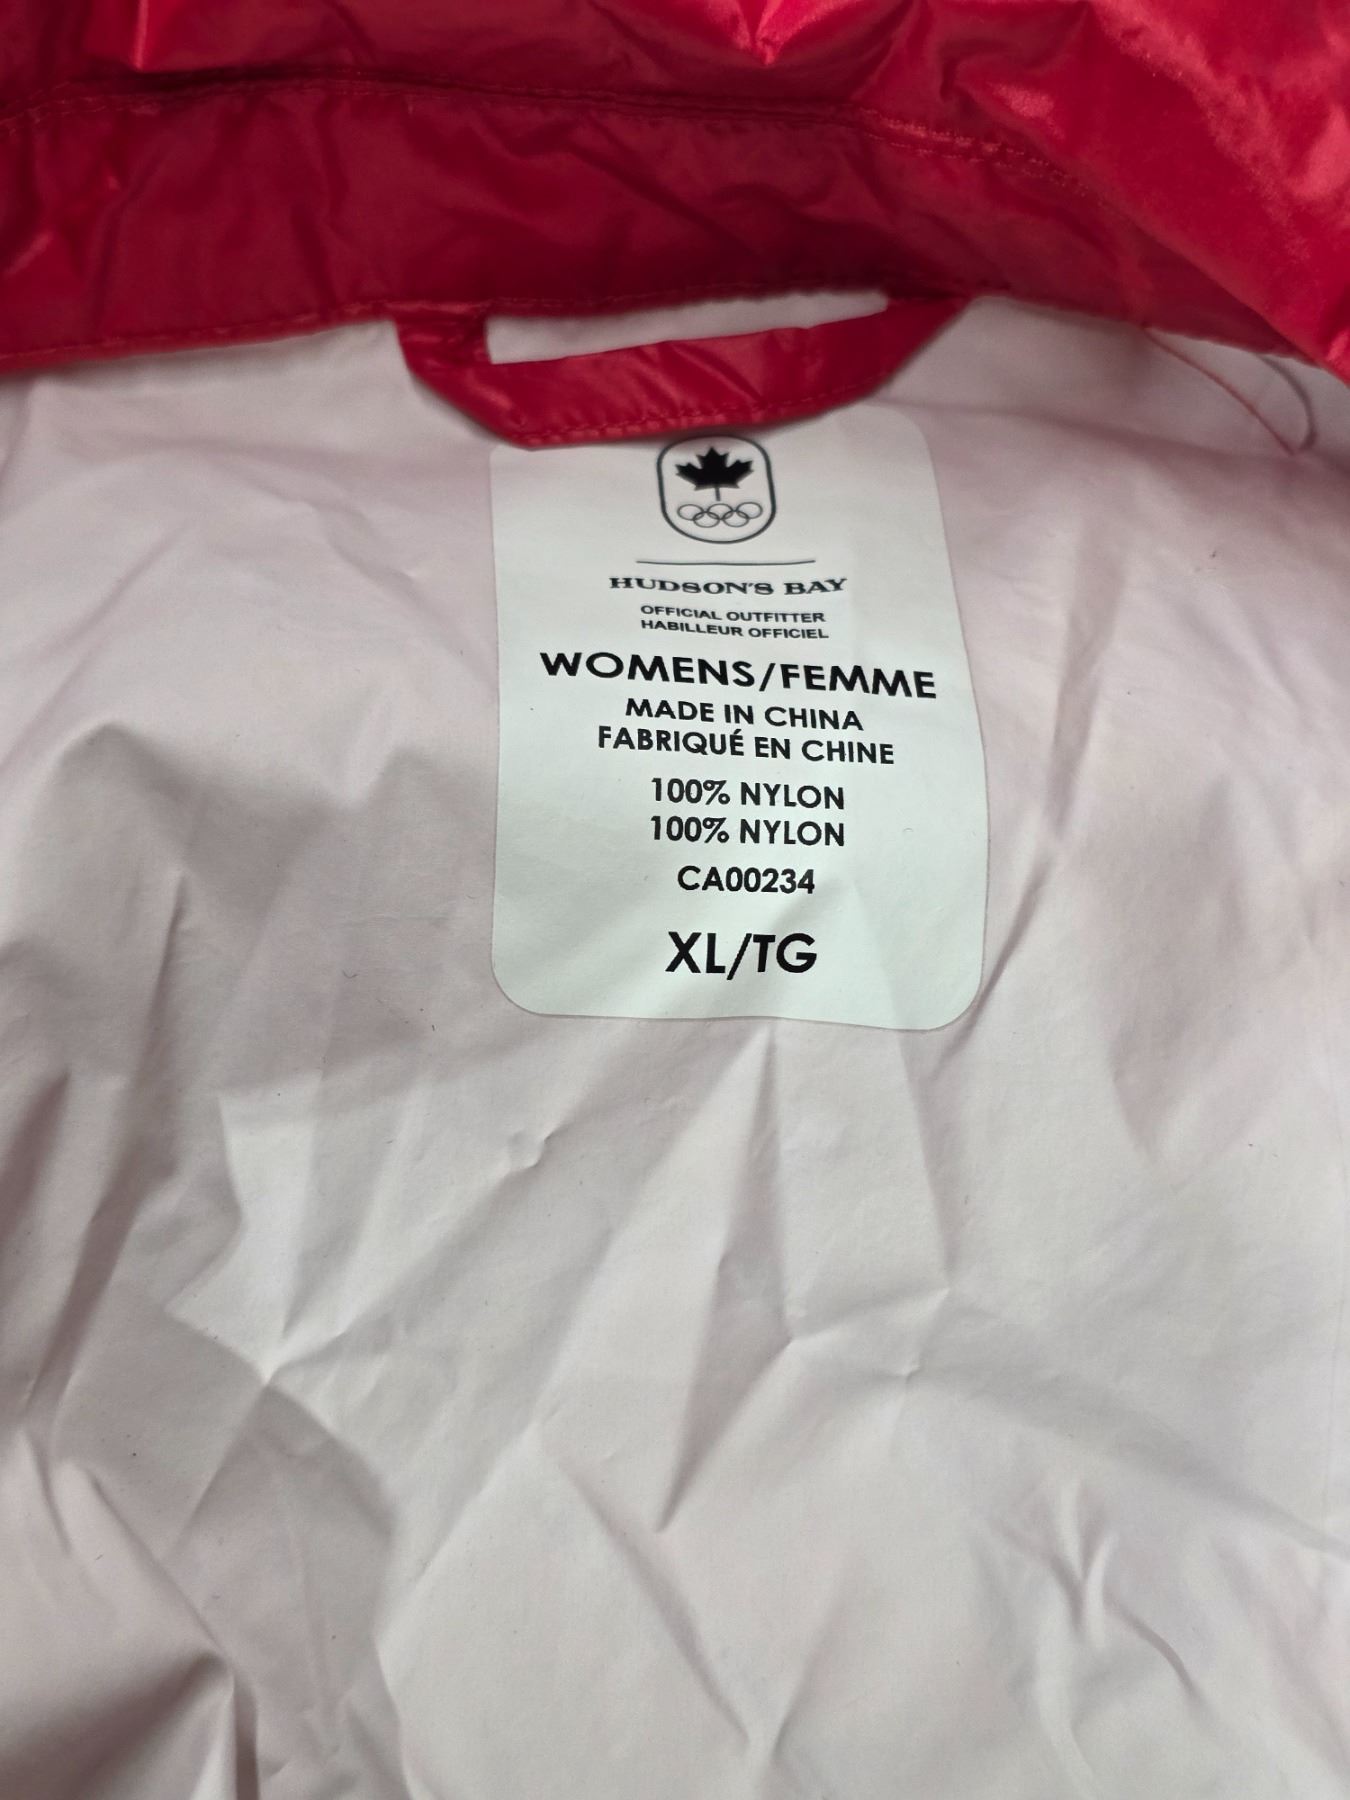 HUDSON'S BAY
OFFICIAL OUTFITTER
HABILLEUR OFFICIEL
WOMENS/FEMME
MADE IN CHINA
FABRIQUÉ EN CHINE
100% NYLON
100% NYLON
CA00234
XL/TG